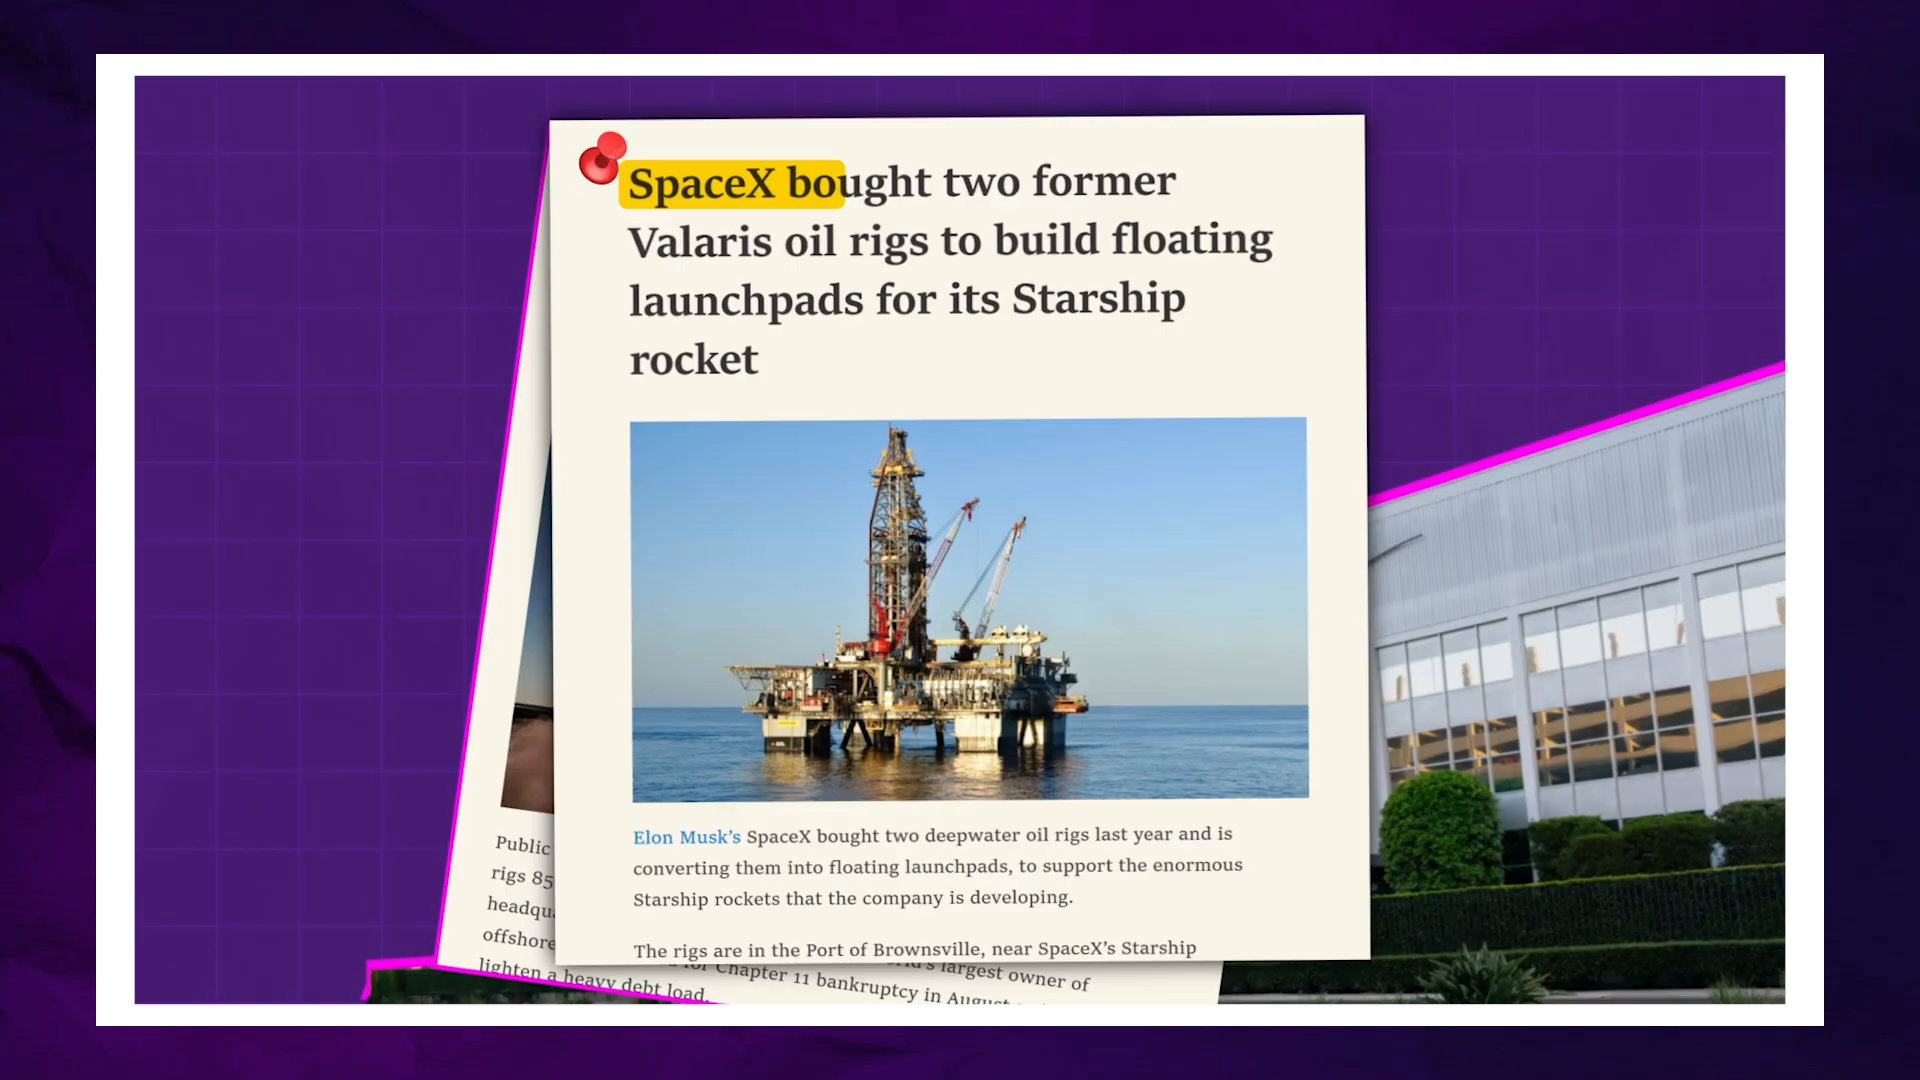 SpaceX bought two former
Valaris oil rigs to build floating
launchpads for its Starship
rocket
Elon Musk's SpaceX bought two deepwater oil rigs last year and is
converting them into floating launchpads, to support the enormous
Starship rockets that the company is developing.
The rigs are in the Port of Brownsville, near SpaceX's Starship
Public
rigs 85
offshore
largest owner of
Chapter 11 bankruptcy in August
lighten a heavy debt load.